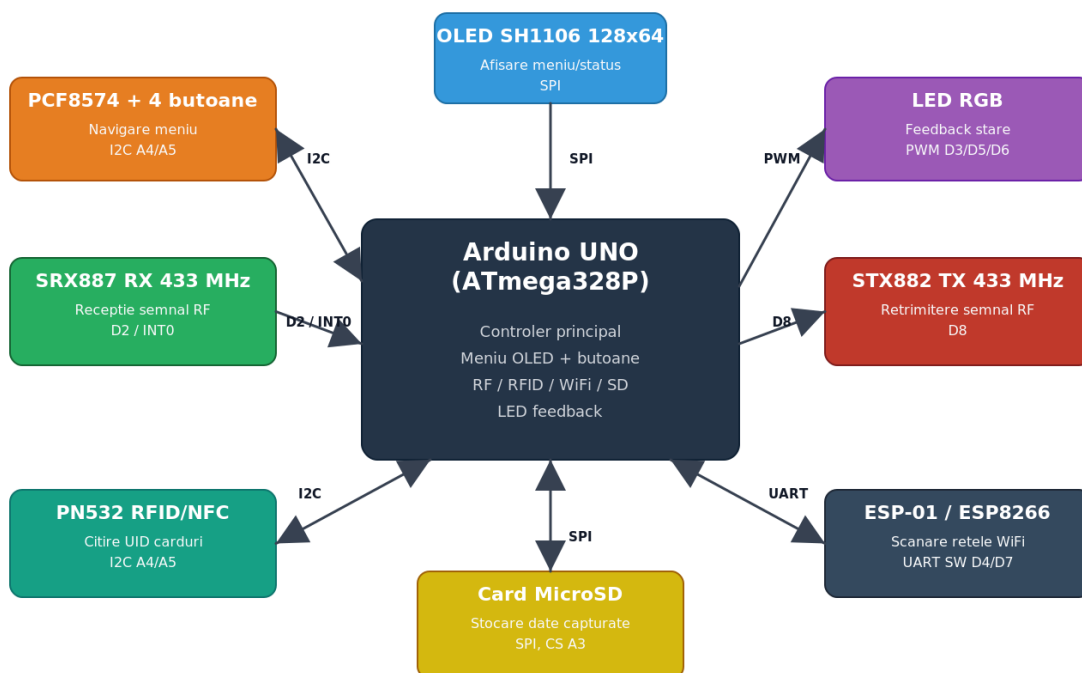 OLED SH1106 128x64
Afisare meniu/status
SPI
PCF8574 + 4 butoane
Navigare meniu
I2C A4/A5
LED RGB
Feedback stare
PWM D3/D5/D6
I2C
SPI
PWM
Arduino UNO
(ATmega328P)
Controler principal
Meniu OLED + butoane
RF / RFID / WiFi / SD
LED feedback
SRX887 RX 433 MHz
Receptie semnal RF
D2 / INT0
D2 / INT0
D8
STX882 TX 433 MHz
Retrimitere semnal RF
D8
PN532 RFID/NFC
Citire UID carduri
I2C A4/A5
I2C
SPI
UART
ESP-01 / ESP8266
Scanare retele WiFi
UART SW D4/D7
Card MicroSD
Stocare date capturate
SPI, CS A3